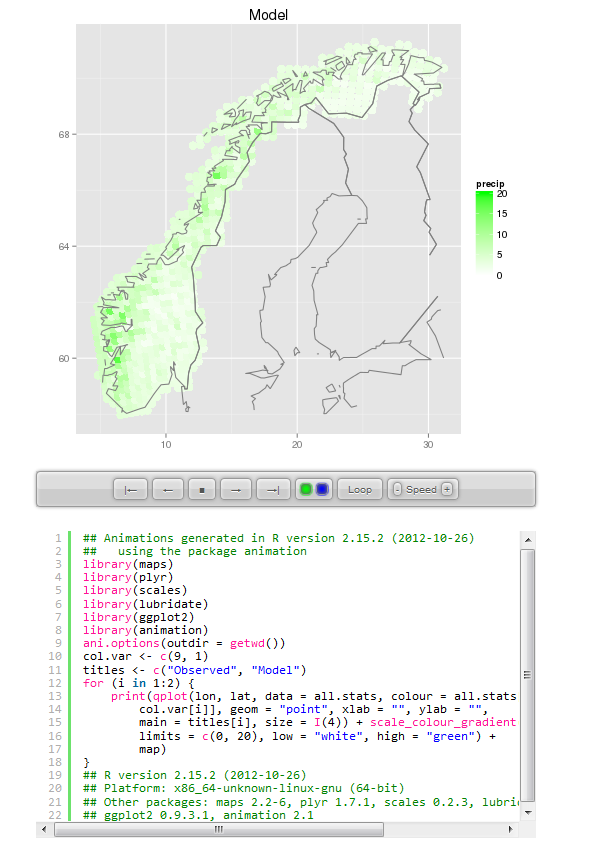 Model
68
64
60
10
20
30
precip
20
15
10
5
0
|←
←
■
→
→|
Loop
- Speed +
1 ## Animations generated in R version 2.15.2 (2012-10-26)
2 ##   using the package animation
3 library(maps)
4 library(plyr)
5 library(scales)
6 library(lubridate)
7 library(ggplot2)
8 library(animation)
9 ani.options(outdir = getwd())
10 col.var <- c(9, 1)
11 titles <- c("Observed", "Model")
12 for (i in 1:2) {
13     print(qplot(lon, lat, data = all.stats, colour = all.stats
14         col.var[i]], geom = "point", xlab = "", ylab = "",
15         main = titles[i], size = I(4)) + scale_colour_gradient
16         limits = c(0, 20), low = "white", high = "green") +
17         map)
18 }
19 ## R version 2.15.2 (2012-10-26)
20 ## Platform: x86_64-unknown-linux-gnu (64-bit)
21 ## Other packages: maps 2.2-6, plyr 1.7.1, scales 0.2.3, lubri
22 ## ggplot2 0.9.3.1, animation 2.1